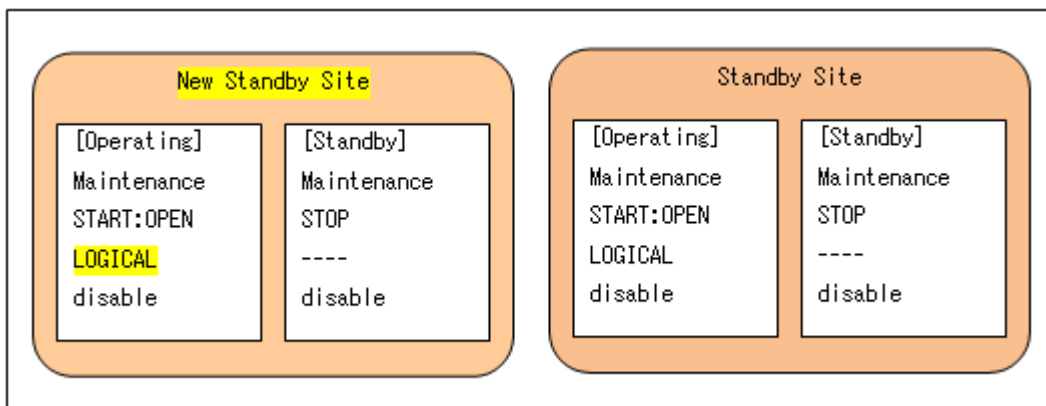 New Standby Site
[Operating]
Maintenance
START:OPEN
LOGICAL
disable
[Standby]
Maintenance
STOP
----
disable
Standby Site
[Operating]
Maintenance
START:OPEN
LOGICAL
disable
[Standby]
Maintenance
STOP
----
disable